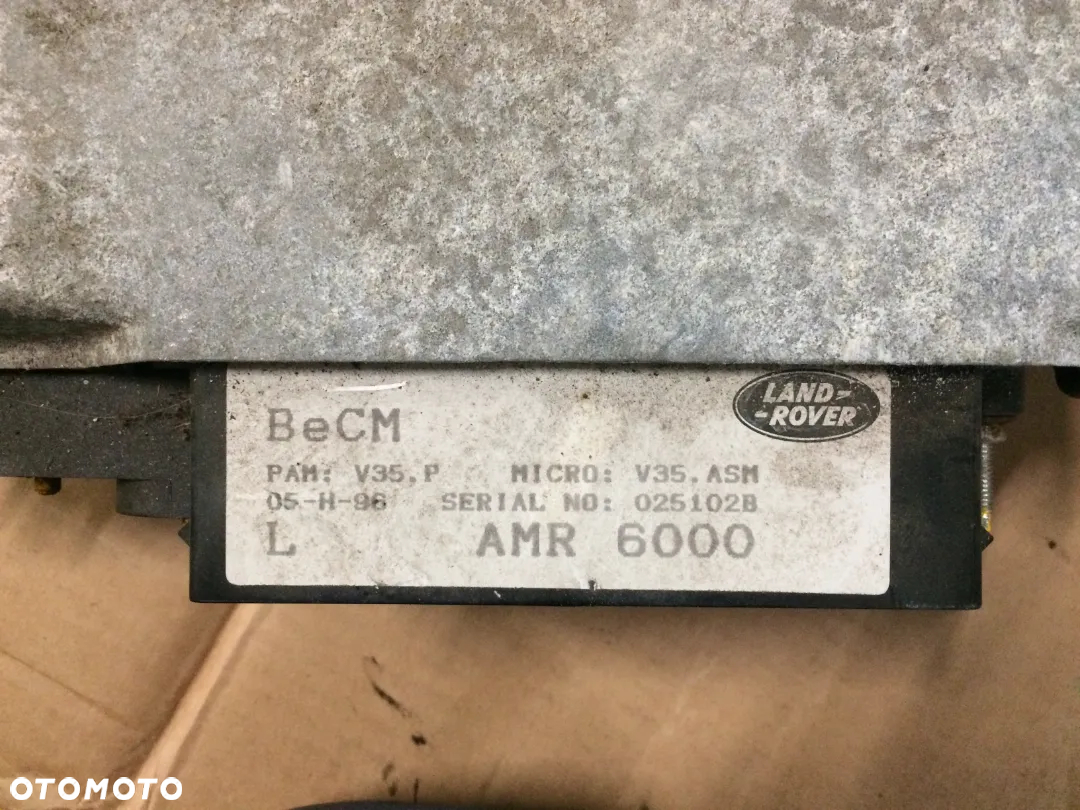 LAND-
-ROVER
BeCM
PAM: V35.P MICRO: V35.ASM
05-H-96 SERIAL NO: 025102B
L AMR 6000
OTOMOTO